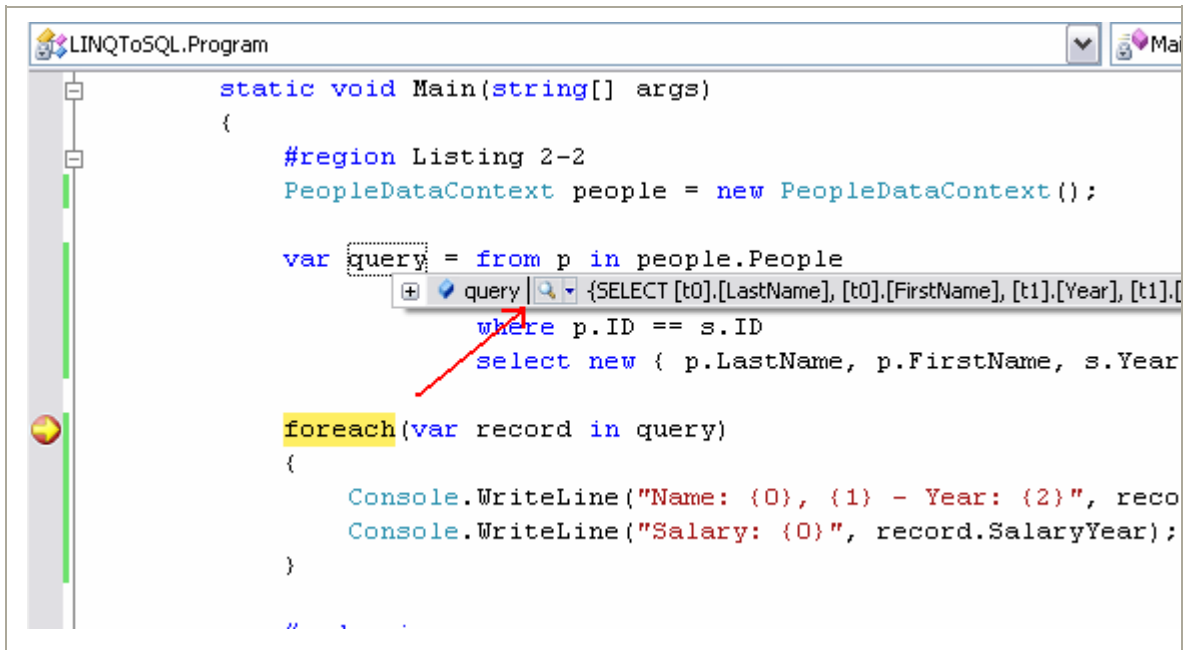 LINQToSQL.Program Mai
static void Main(string[] args)
{
#region Listing 2-2
PeopleDataContext people = new PeopleDataContext();
var query = from p in people.People
query {SELECT [t0].[LastName], [t0].[FirstName], [t1].[Year], [t1].[
where p.ID == s.ID
select new { p.LastName, p.FirstName, s.Year
foreach(var record in query)
{
Console.WriteLine("Name: {0}, {1} - Year: {2}", reco
Console.WriteLine("Salary: {0}", record.SalaryYear);
}